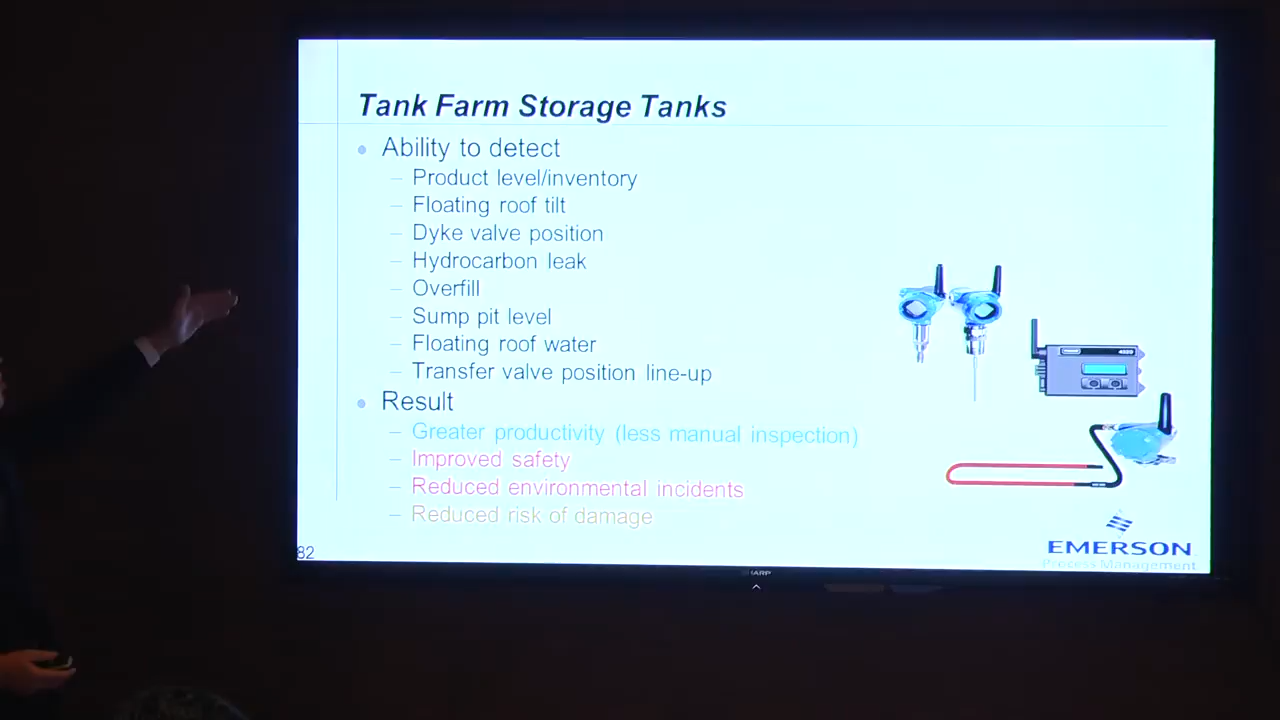 Tank Farm Storage Tanks
Ability to detect
Product level/inventory
Floating roof tilt
Dyke valve position
Hydrocarbon leak
Overfill
Sump pit level
Floating roof water
Transfer valve position line-up
Result
Greater productivity (less manual inspection)
Improved safety
Reduced environmental incidents
Reduced risk of damage
82
EMERSON
Process Management